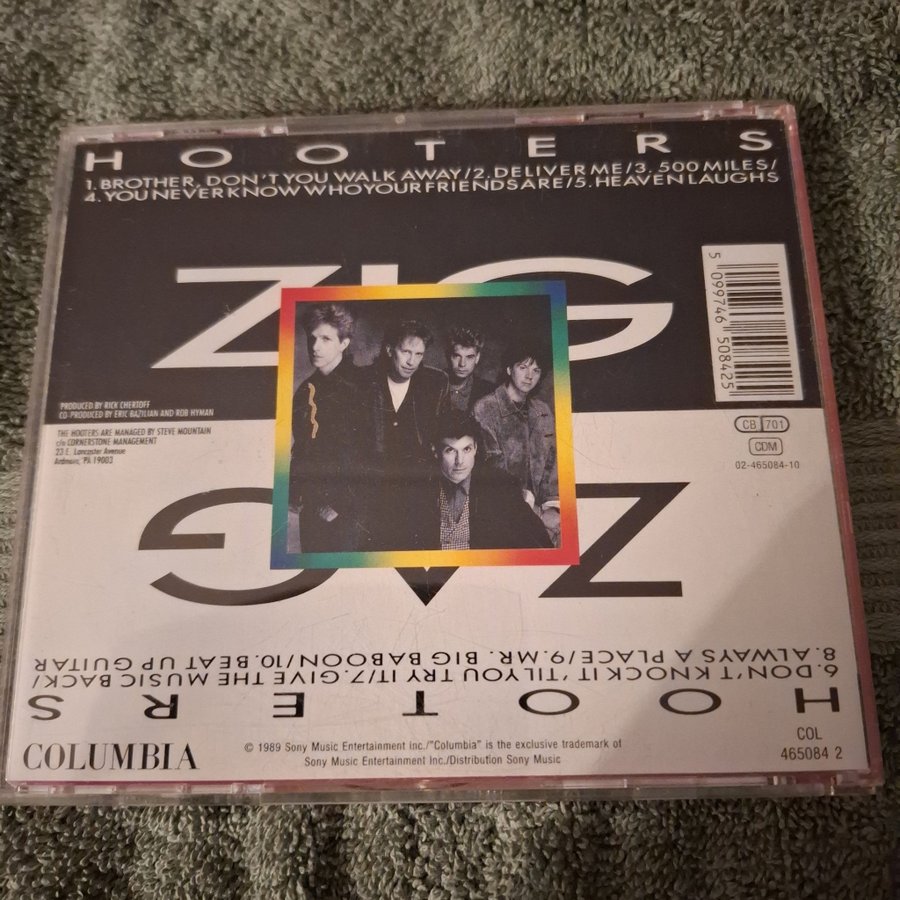 HOOTERS
1. BROTHER, DON'T YOU WALK AWAY/2. DELIVER ME/3. 500 MILES/
4. YOU NEVER KNOW WHO YOUR FRIENDS ARE/5. HEAVEN LAUGHS
ZIG
5 099746 508425
PRODUCED BY RICK CHERTOFF
CO-PRODUCED BY ERIC BAZILIAN AND ROB HYMAN
THE HOOTERS ARE MANAGED BY STEVE MOUNTAIN
c/o CORNERSTONE MANAGEMENT
23 E. Lancaster Avenue
Ardmore, PA 19003
CB 701
CDM
02-465084-10
ZAG
HOOTERS
6. DON'T KNOCK IT 'TIL YOU TRY IT/7. GIVE THE MUSIC BACK/
8. ALWAYS A PLACE/9. MR. BIG BABOON/10. BEAT UP GUITAR
COLUMBIA
© 1989 Sony Music Entertainment Inc./"Columbia" is the exclusive trademark of
Sony Music Entertainment Inc./Distribution Sony Music
COL
465084 2